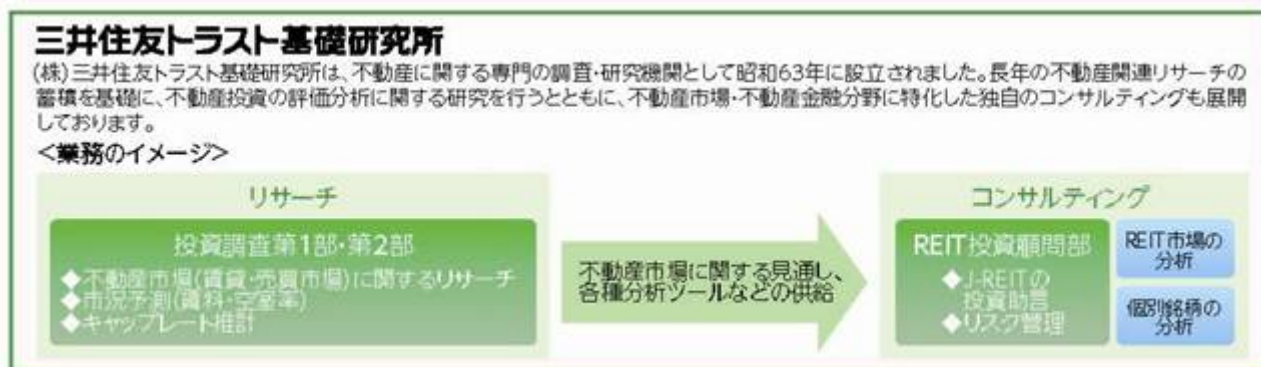 三井住友トラスト基礎研究所
(株)三井住友トラスト基礎研究所は、不動産に関する専門の調査・研究機関として昭和63年に設立されました。長年の不動産関連リサーチの
蓄積を基礎に、不動産投資の評価分析に関する研究を行うとともに、不動産市場・不動産金融分野に特化した独自のコンサルティングも展開
しております。
<業務のイメージ>
リサーチ
投資調査第1部・第2部
◆不動産市場(賃貸・売買市場)に関するリサーチ
◆市況予測(賃料・空室率)
◆キャップレート推計
不動産市場に関する見通し、
各種分析ツールなどの供給
コンサルティング
REIT投資顧問部
◆J-REITの
投資助言
◆リスク管理
REIT市場の
分析
個別銘柄の
分析